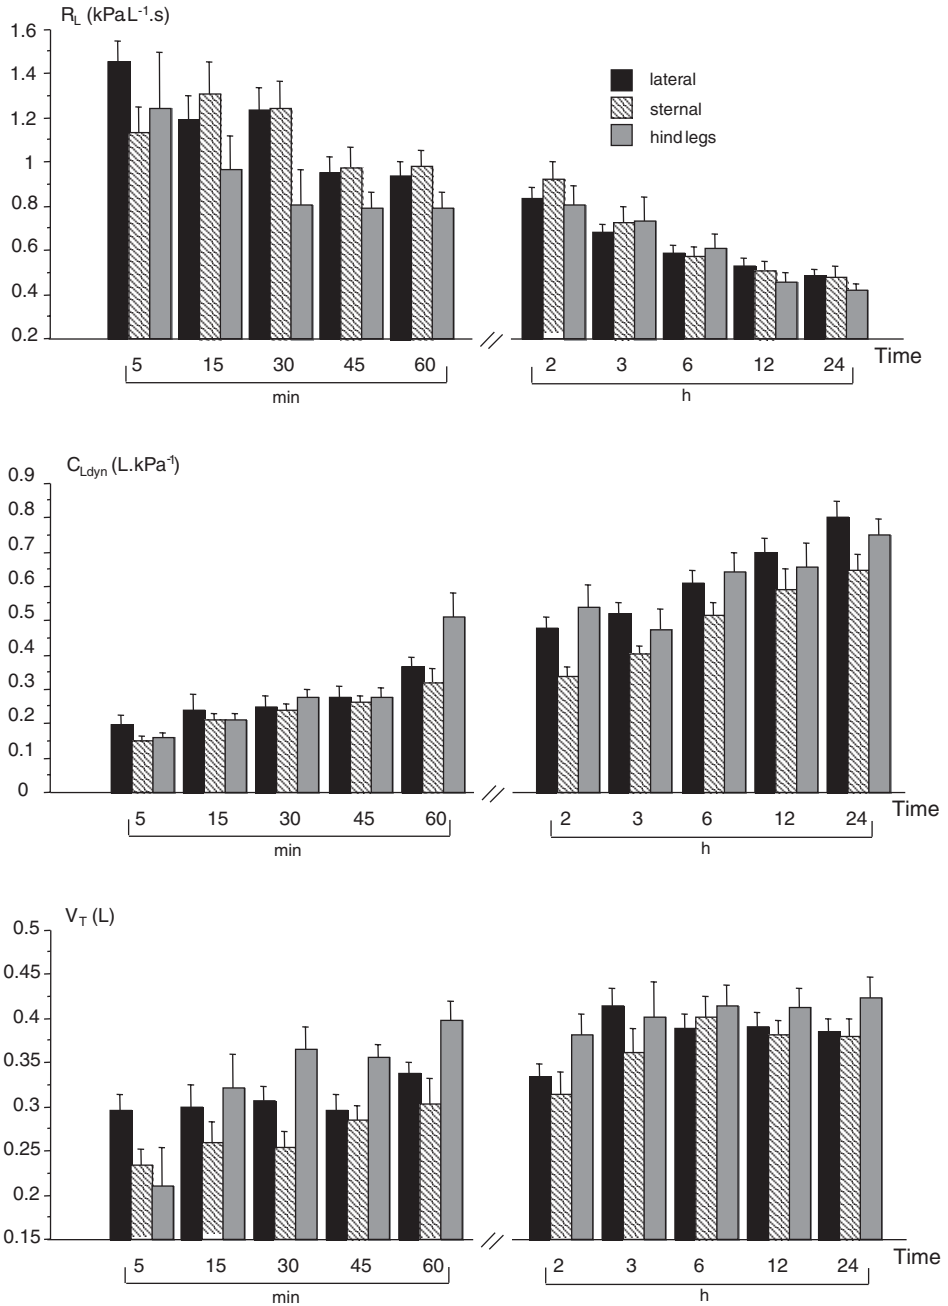 R_L (kPaL⁻¹.s)
1.6
1.4
1.2
1
0.8
0.6
0.4
0.2
lateral
sternal
hind legs
5 15 30 45 60 2 3 6 12 24 Time
min h
C_Ldyn (L.kPa⁻¹)
0.9
0.8
0.7
0.6
0.5
0.4
0.3
0.2
0.1
0
5 15 30 45 60 2 3 6 12 24 Time
min h
V_T (L)
0.5
0.45
0.4
0.35
0.3
0.25
0.2
0.15
5 15 30 45 60 2 3 6 12 24 Time
min h